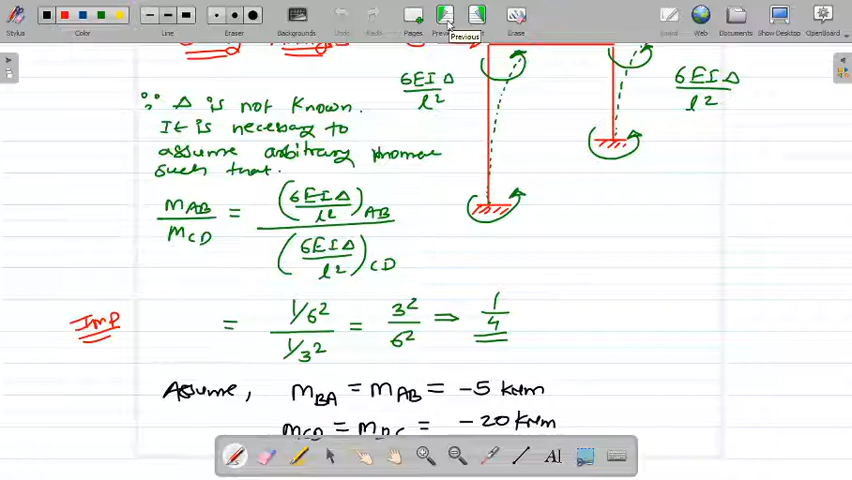 Stylus
Color
Line
Eraser
Backgrounds
Undo
Redo
Pages
Previous
Erase
Board
Web
Documents
Show Desktop
OpenBoard
Previous
6EIΔ
l²
6EIΔ
l²
∵ Δ is not known.
It is necessary to
assume arbitrary
such that.
MAB / MCD = (6EIΔ/l²)AB / (6EIΔ/l²)CD
Imp
= 1/6² / 1/3² = 3²/6² ⇒ 1/4
Assume, MBA = MAB = -5 kNm
MCD = MDC = -20 kNm
AI